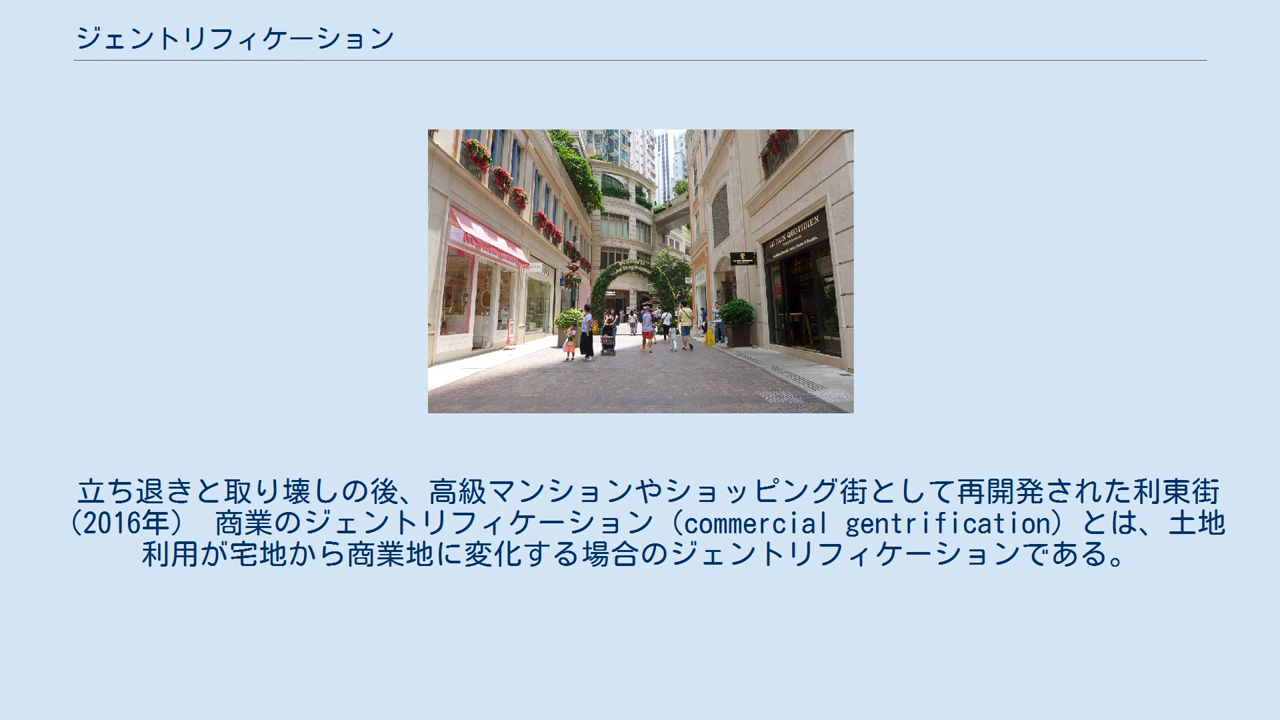 ジェントリフィケーション
LE PAIN QUOTIDIEN
立ち退きと取り壊しの後、高級マンションやショッピング街として再開発された利東街
(2016年) 商業のジェントリフィケーション（commercial gentrification）とは、土地
利用が宅地から商業地に変化する場合のジェントリフィケーションである。